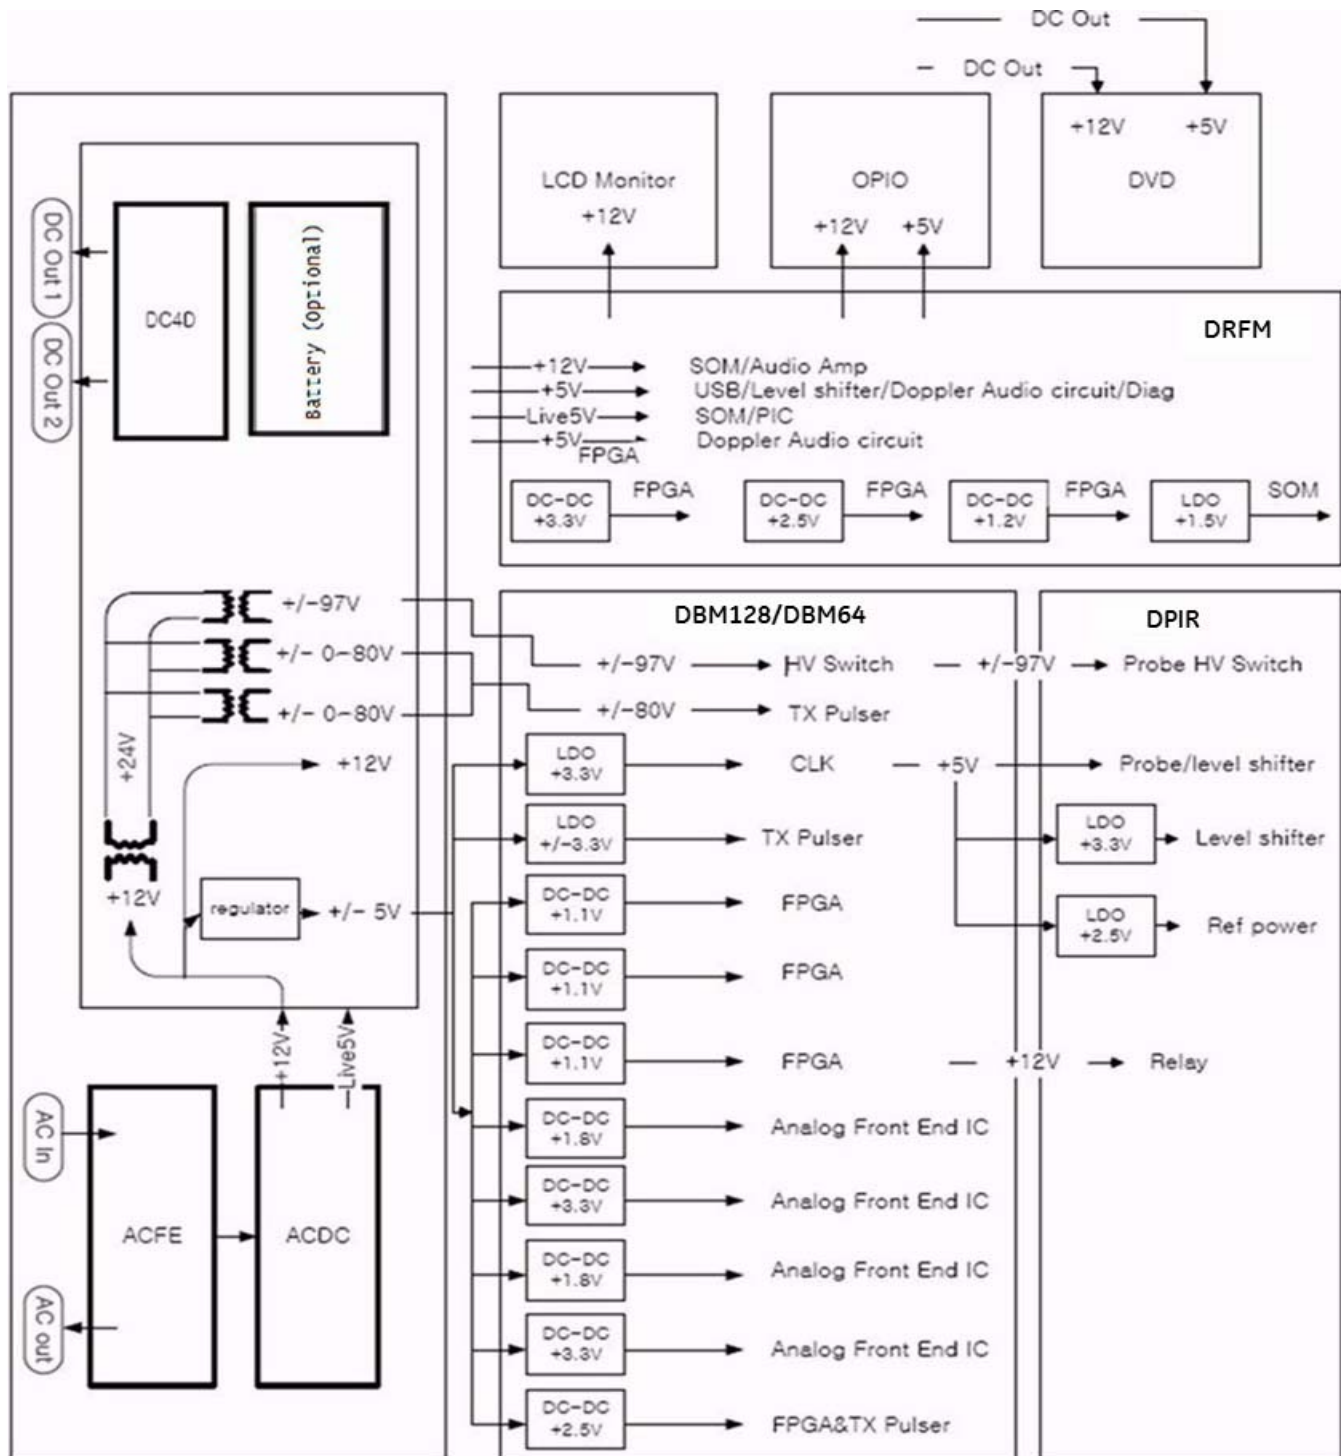 DC Out
DC Out
+12V +5V
DVD
LCD Monitor
+12V
OPIO
+12V +5V
DC Out 1
DC Out 2
DC4D
Battery (Optional)
DRFM
+12V SOM/Audio Amp
+5V USB/Level shifter/Doppler Audio circuit/Diag
Live5V SOM/PIC
+5V Doppler Audio circuit
FPGA
DC-DC
+3.3V
FPGA
DC-DC
+2.5V
FPGA
DC-DC
+1.2V
FPGA
LDO
+1.5V
SOM
+/-97V
+/- 0-80V
+/- 0-80V
+24V
+12V
+12V
regulator
+/- 5V
+12V
Live5V
AC In
AC out
ACFE
ACDC
DBM128/DBM64
+/-97V HV Switch
+/-80V TX Pulser
LDO
+3.3V
CLK
LDO
+/-3.3V
TX Pulser
DC-DC
+1.1V
FPGA
DC-DC
+1.1V
FPGA
DC-DC
+1.1V
FPGA
DC-DC
+1.8V
Analog Front End IC
DC-DC
+3.3V
Analog Front End IC
DC-DC
+1.8V
Analog Front End IC
DC-DC
+3.3V
Analog Front End IC
DC-DC
+2.5V
FPGA&TX Pulser
DPIR
+/-97V Probe HV Switch
+5V Probe/level shifter
LDO
+3.3V
Level shifter
LDO
+2.5V
Ref power
+12V Relay